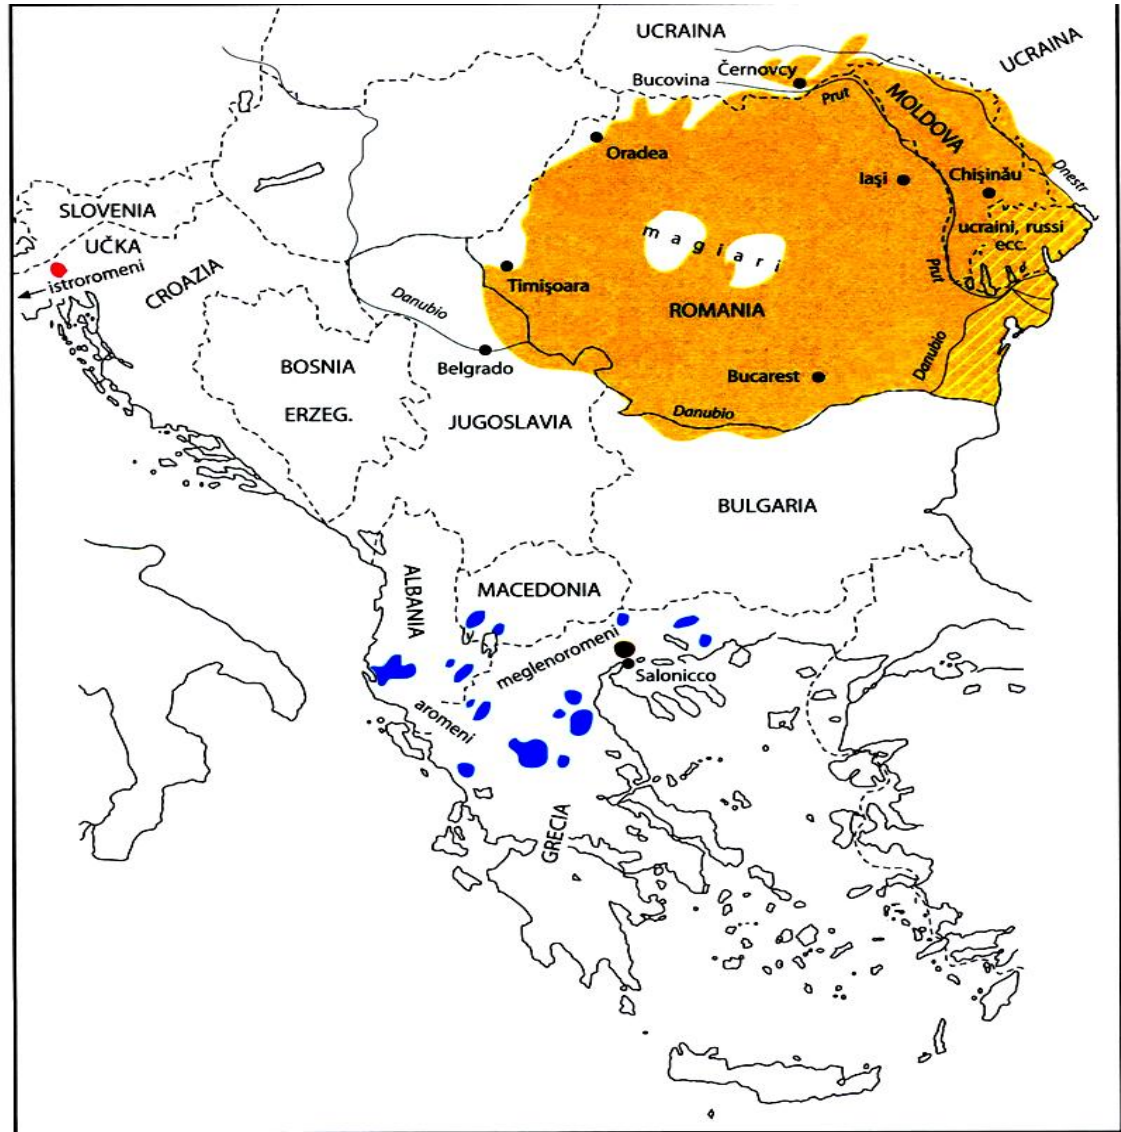 UCRAINA
UCRAINA
Bucovina
Černovcy
Prut
MOLDOVA
Oradea
Iaşi
Chişinău
Dnestr
SLOVENIA
UČKA
istroromeni
CROAZIA
magiari
ucraini, russi
ecc.
Timişoara
Prut
Danubio
ROMANIA
BOSNIA
ERZEG.
Belgrado
Bucarest
Danubio
Danubio
JUGOSLAVIA
BULGARIA
ALBANIA
MACEDONIA
meglenoromeni
Salonicco
aromeni
GRECIA